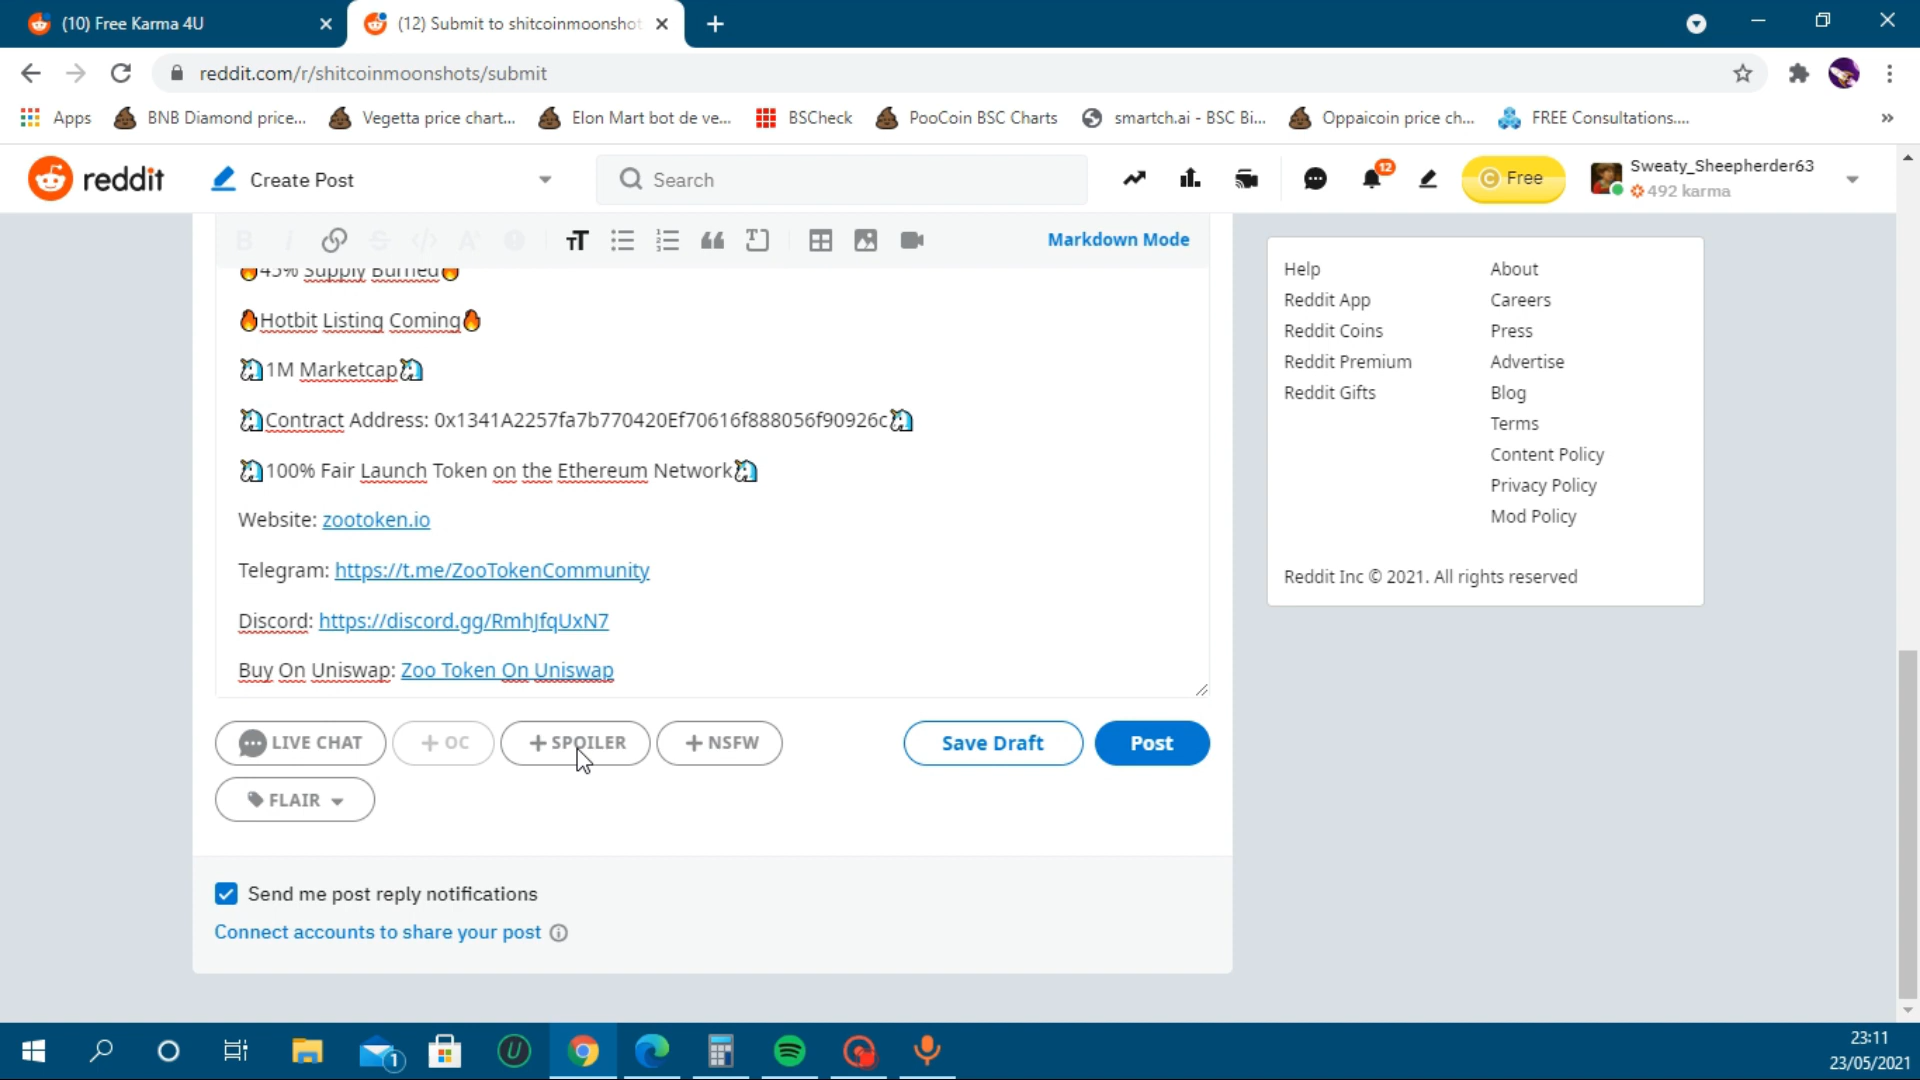 (10) Free Karma 4U
(12) Submit to shitcoinmoonshot
reddit.com/r/shitcoinmoonshots/submit
Apps
BNB Diamond price...
Vegetta price chart...
Elon Mart bot de ve...
BSCheck
PooCoin BSC Charts
smartch.ai - BSC Bi...
Oppaicoin price ch...
FREE Consultations....
»
reddit
Create Post
Search
12
Free
Sweaty_Sheepherder63
492 karma
Markdown Mode
🔥45% Supply Burned🔥
🔥Hotbit Listing Coming🔥
🦄1M Marketcap🦄
🦄Contract Address: 0x1341A2257fa7b770420Ef70616f888056f90926c🦄
🦄100% Fair Launch Token on the Ethereum Network🦄
Website: zootoken.io
Telegram: https://t.me/ZooTokenCommunity
Discord: https://discord.gg/RmhJfqUxN7
Buy On Uniswap: Zoo Token On Uniswap
LIVE CHAT
+ OC
+ SPOILER
+ NSFW
Save Draft
Post
FLAIR
Send me post reply notifications
Connect accounts to share your post
Help
Reddit App
Reddit Coins
Reddit Premium
Reddit Gifts
About
Careers
Press
Advertise
Blog
Terms
Content Policy
Privacy Policy
Mod Policy
Reddit Inc © 2021. All rights reserved
1
23:11
23/05/2021